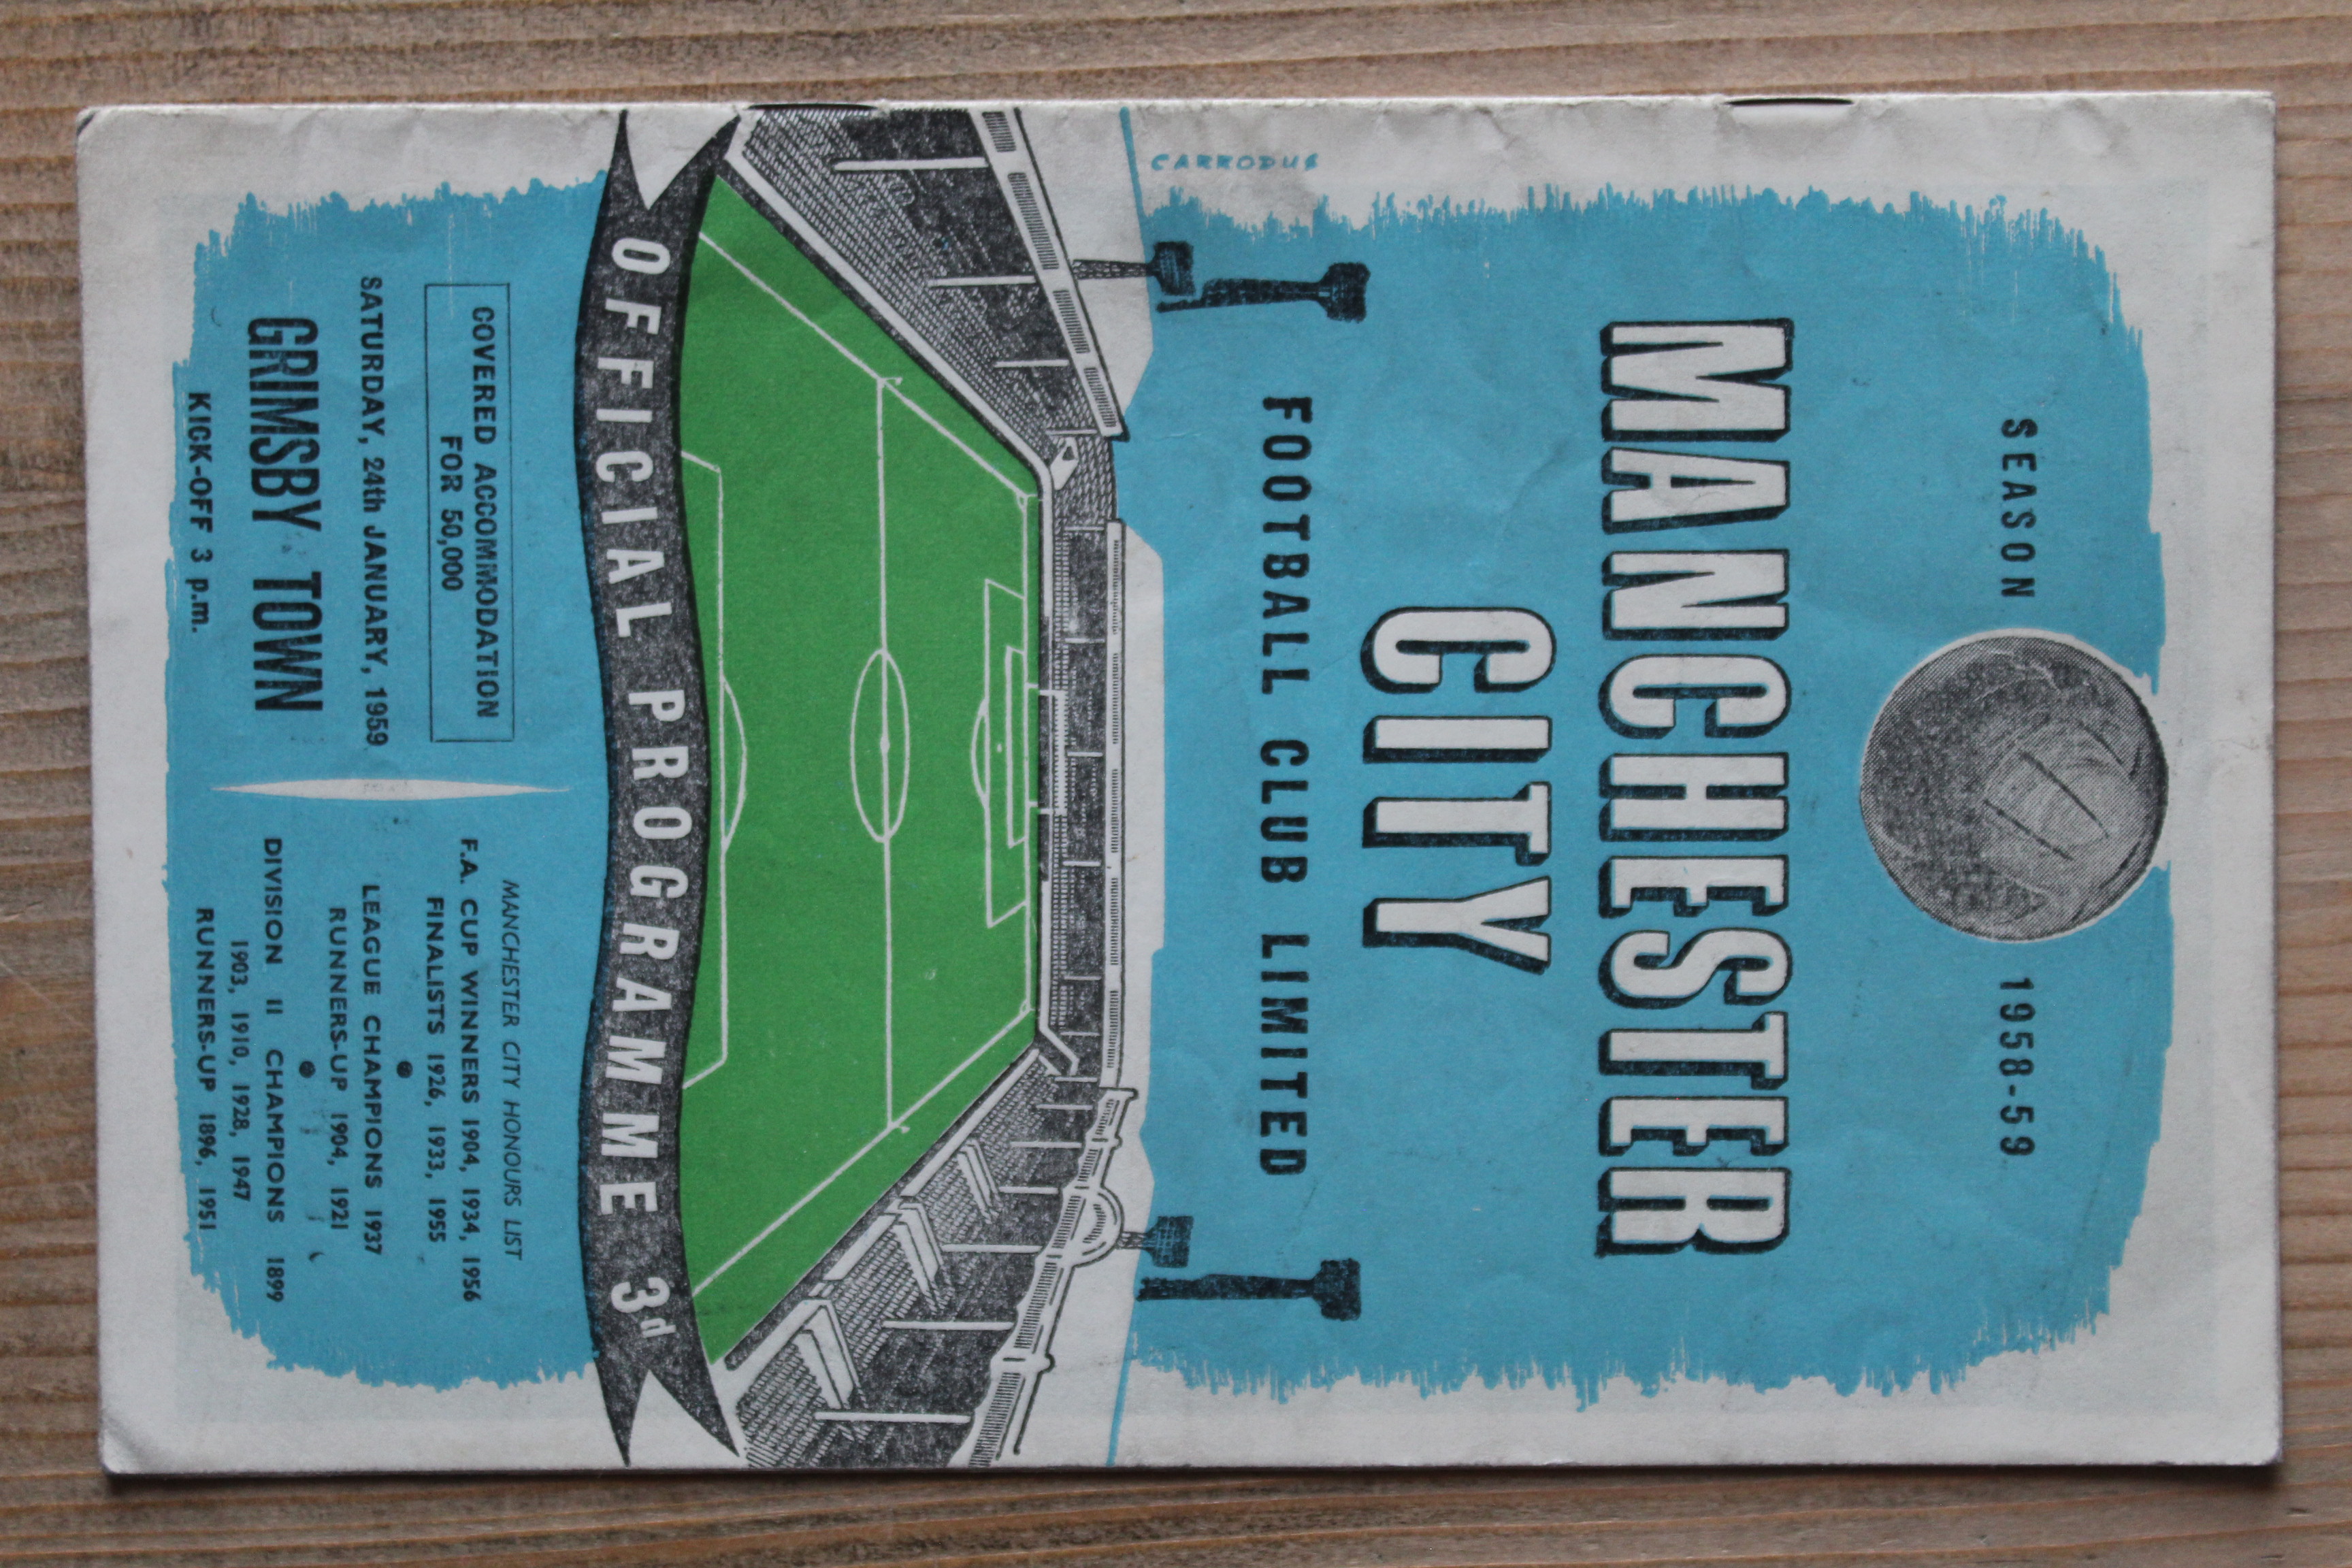 SEASON 1958-59
MANCHESTER
CITY
FOOTBALL CLUB LIMITED
CARRODUS
OFFICIAL PROGRAMME 3d
COVERED ACCOMMODATION
FOR 50,000
SATURDAY, 24th JANUARY, 1959
GRIMSBY TOWN
KICK-OFF 3 p.m.
MANCHESTER CITY HONOURS LIST
F.A. CUP WINNERS 1904, 1934, 1956
FINALISTS 1926, 1933, 1955
LEAGUE CHAMPIONS 1937
RUNNERS-UP 1904, 1921
DIVISION II CHAMPIONS 1899
1903, 1910, 1928, 1947
RUNNERS-UP 1896, 1951